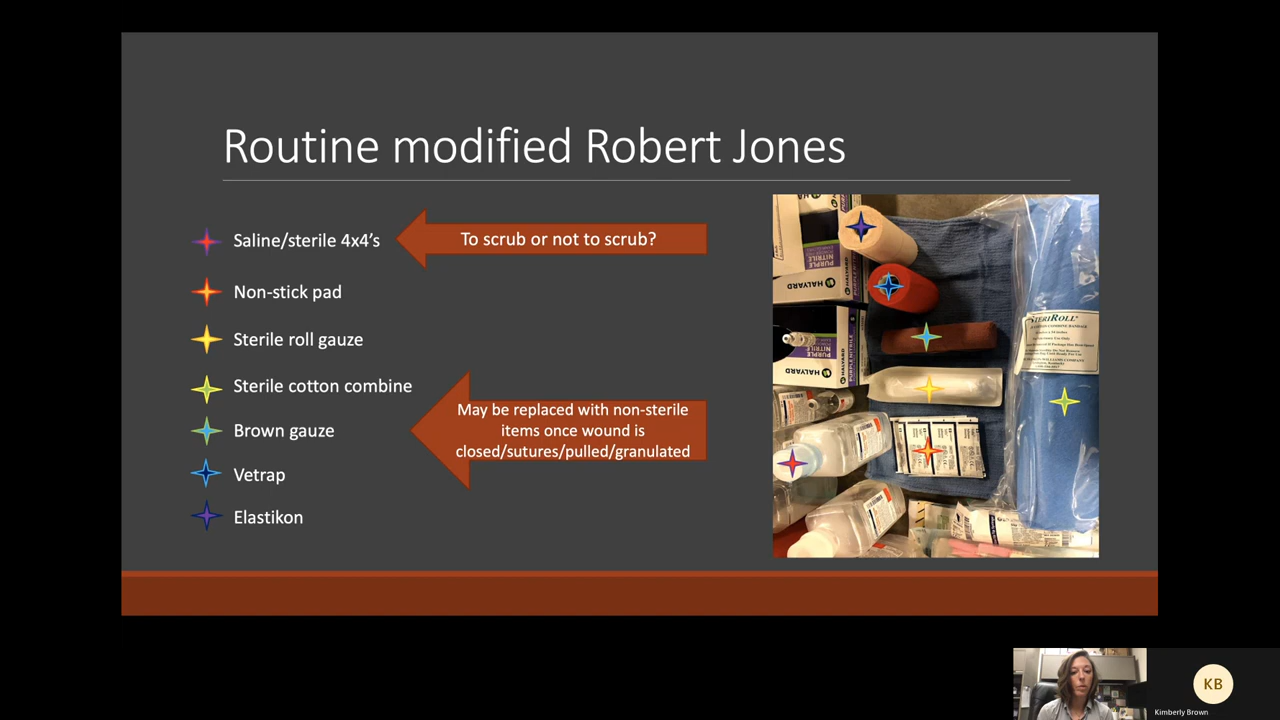 Routine modified Robert Jones
Saline/sterile 4x4's
To scrub or not to scrub?
Non-stick pad
Sterile roll gauze
Sterile cotton combine
Brown gauze
May be replaced with non-sterile
items once wound is
closed/sutures/pulled/granulated
Vetrap
Elastikon
PURPLE
NITRILE
HALYARD
HALYARD
PURPLE NITRILE
STERIROLL
KB
Kimberly Brown